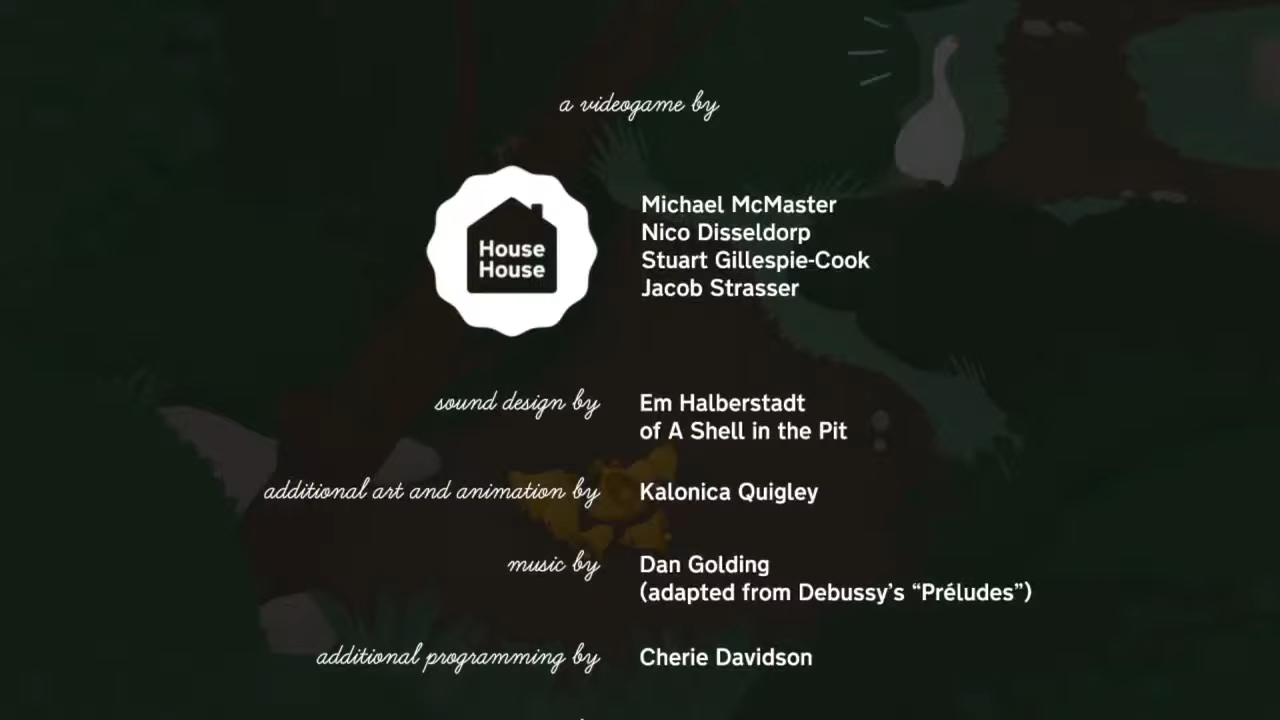 a videogame by
House
House
Michael McMaster
Nico Disseldorp
Stuart Gillespie-Cook
Jacob Strasser
sound design by Em Halberstadt
of A Shell in the Pit
additional art and animation by Kalonica Quigley
music by Dan Golding
(adapted from Debussy’s “Préludes”)
additional programming by Cherie Davidson